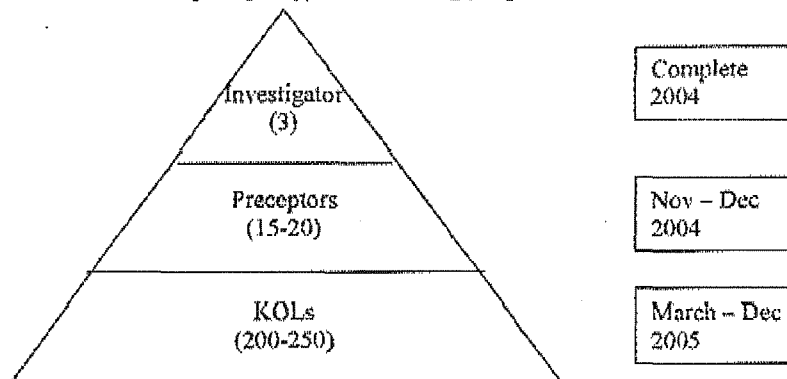 Investigator
(3)
Complete
2004
Preceptors
(15-20)
Nov – Dec
2004
KOLs
(200-250)
March – Dec
2005